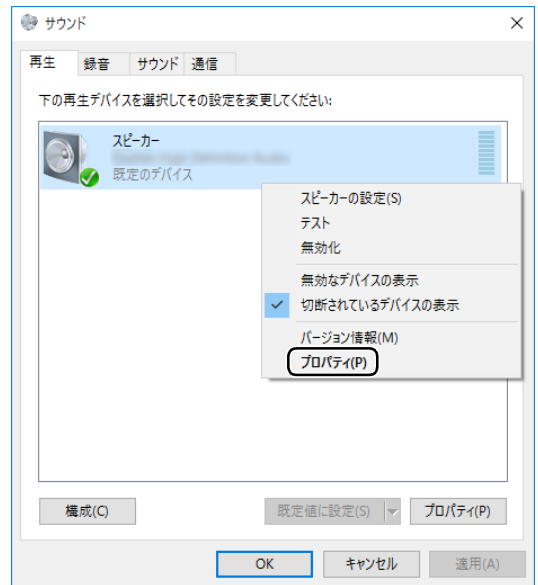 サウンド
再生 録音 サウンド 通信
下の再生デバイスを選択してその設定を変更してください:
スピーカー
既定のデバイス
スピーカーの設定(S)
テスト
無効化
無効なデバイスの表示
切断されているデバイスの表示
バージョン情報(M)
プロパティ(P)
構成(C) 既定値に設定(S) プロパティ(P)
OK キャンセル 適用(A)